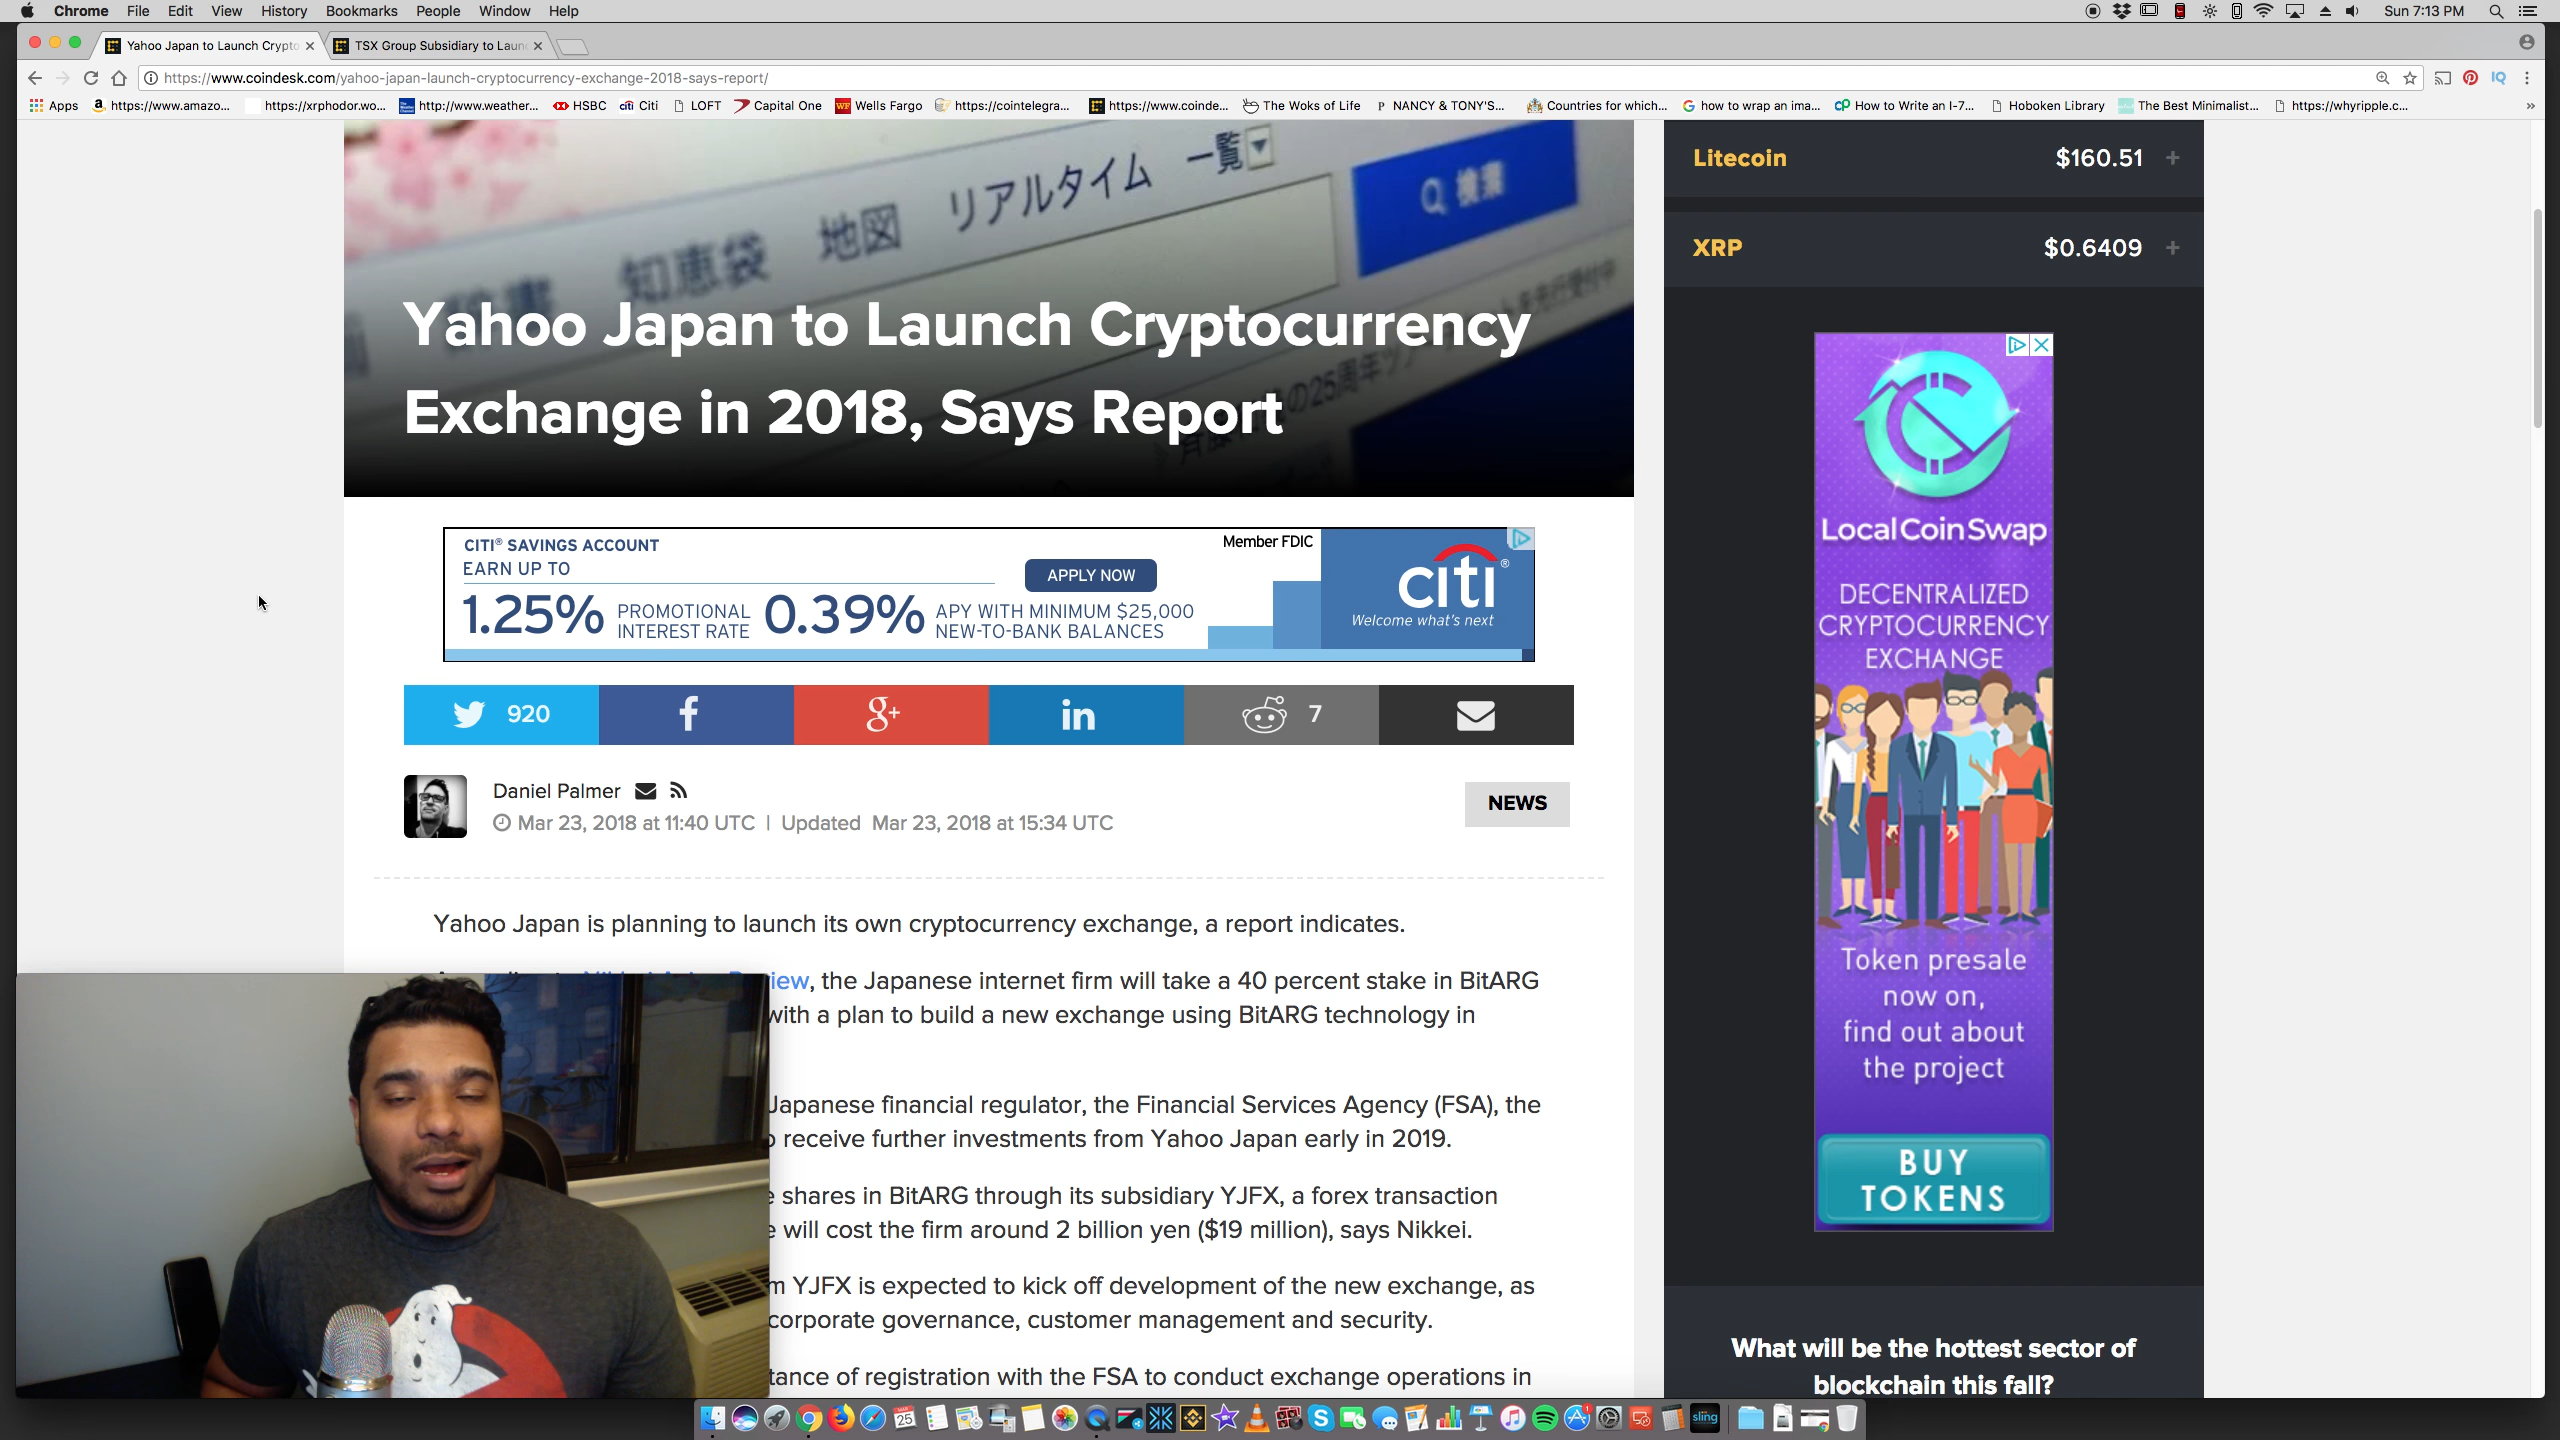 Chrome File Edit View History Bookmarks People Window Help
Sun 7:13 PM
Yahoo Japan to Launch Crypto
TSX Group Subsidiary to Laun
https://www.coindesk.com/yahoo-japan-launch-cryptocurrency-exchange-2018-says-report/
Apps https://www.amazo... https://xrphodor.wo... http://www.weather... HSBC Citi LOFT Capital One Wells Fargo https://cointelegra... https://www.coinde... The Woks of Life NANCY & TONY'S... Countries for which... how to wrap an ima... How to Write an I-7... Hoboken Library The Best Minimalist... https://whyripple.c...
知恵袋 地図 リアルタイム 一覧
検索
Yahoo Japan to Launch Cryptocurrency
Exchange in 2018, Says Report
CITI® SAVINGS ACCOUNT
EARN UP TO
1.25% PROMOTIONAL INTEREST RATE 0.39% APY WITH MINIMUM $25,000 NEW-TO-BANK BALANCES
APPLY NOW
Member FDIC
citi®
Welcome what's next
920
f
g+
in
7
Daniel Palmer
Mar 23, 2018 at 11:40 UTC | Updated Mar 23, 2018 at 15:34 UTC
NEWS
Yahoo Japan is planning to launch its own cryptocurrency exchange, a report indicates.
iew, the Japanese internet firm will take a 40 percent stake in BitARG
with a plan to build a new exchange using BitARG technology in
Japanese financial regulator, the Financial Services Agency (FSA), the
receive further investments from Yahoo Japan early in 2019.
shares in BitARG through its subsidiary YJFX, a forex transaction
will cost the firm around 2 billion yen ($19 million), says Nikkei.
YJFX is expected to kick off development of the new exchange, as
corporate governance, customer management and security.
tance of registration with the FSA to conduct exchange operations in
Litecoin $160.51 +
XRP $0.6409 +
LocalCoinSwap
DECENTRALIZED
CRYPTOCURRENCY
EXCHANGE
Token presale
now on,
find out about
the project
BUY
TOKENS
What will be the hottest sector of
blockchain this fall?
MAR
25
sling